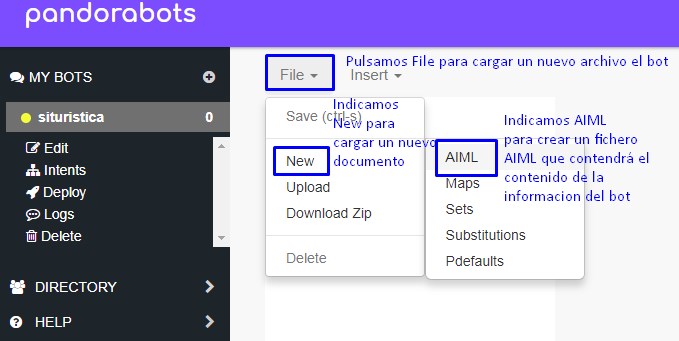 pandorabots
MY BOTS
situristica 0
Edit
Intents
Deploy
Logs
Delete
DIRECTORY
HELP
File Insert
Pulsamos File para cargar un nuevo archivo el bot
Save (ctrl-s)
New
Upload
Download Zip
Delete
Indicamos
New para
cargar un nuevo
documento
AIML
Maps
Sets
Substitutions
Pdefaults
Indicamos AIML
para crear un fichero
AIML que contendrá el
contenido de la
informacion del bot